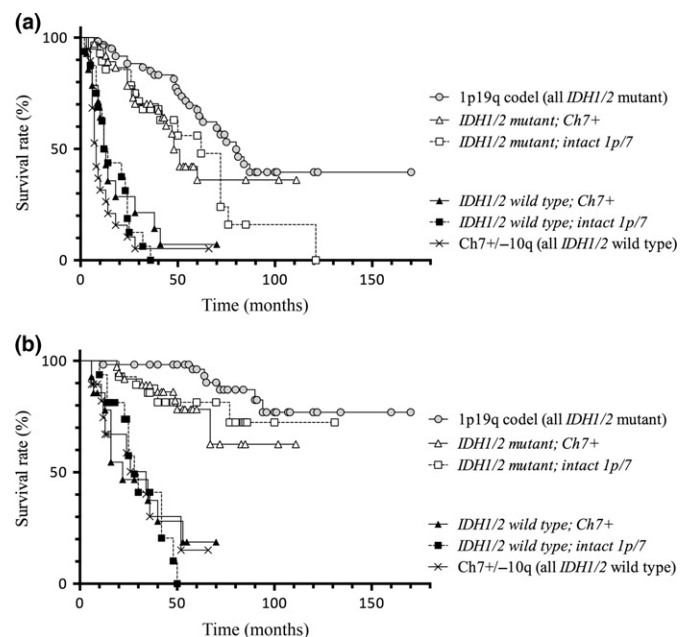 (a)
100
50
0
Survival rate (%)
0
50
100
150
Time (months)
1p19q codel (all IDH1/2 mutant)
IDH1/2 mutant; Ch7+
IDH1/2 mutant; intact 1p/7
IDH1/2 wild type; Ch7+
IDH1/2 wild type; intact 1p/7
Ch7+/−10q (all IDH1/2 wild type)
(b)
100
50
0
Survival rate (%)
0
50
100
150
Time (months)
1p19q codel (all IDH1/2 mutant)
IDH1/2 mutant; Ch7+
IDH1/2 mutant; intact 1p/7
IDH1/2 wild type; Ch7+
IDH1/2 wild type; intact 1p/7
Ch7+/−10q (all IDH1/2 wild type)